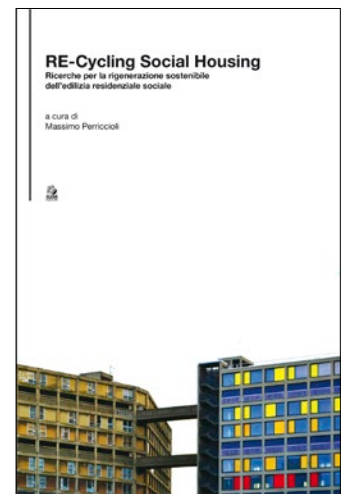 RE-Cycling Social Housing
Ricerche per la rigenerazione sostenibile
dell'edilizia residenziale sociale
a cura di
Massimo Perriccioli